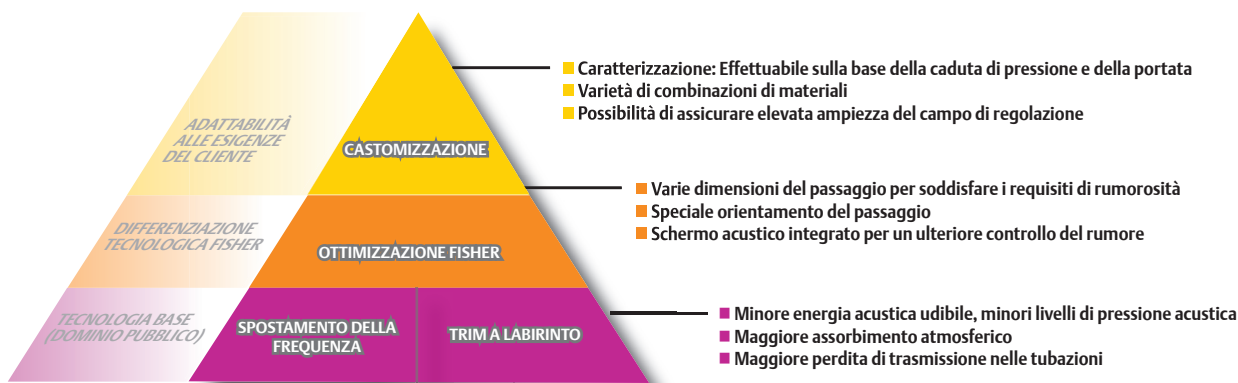 ADATTABILITÀ
ALLE ESIGENZE
DEL CLIENTE
CASTOMIZZAZIONE
Caratterizzazione: Effettuabile sulla base della caduta di pressione e della portata
Varietà di combinazioni di materiali
Possibilità di assicurare elevata ampiezza del campo di regolazione
DIFFERENZIAZIONE
TECNOLOGICA FISHER
OTTIMIZZAZIONE FISHER
Varie dimensioni del passaggio per soddisfare i requisiti di rumorosità
Speciale orientamento del passaggio
Schermo acustico integrato per un ulteriore controllo del rumore
TECNOLOGIA BASE
(DOMINIO PUBBLICO)
SPOSTAMENTO DELLA
FREQUENZA
TRIM A LABIRINTO
Minore energia acustica udibile, minori livelli di pressione acustica
Maggiore assorbimento atmosferico
Maggiore perdita di trasmissione nelle tubazioni